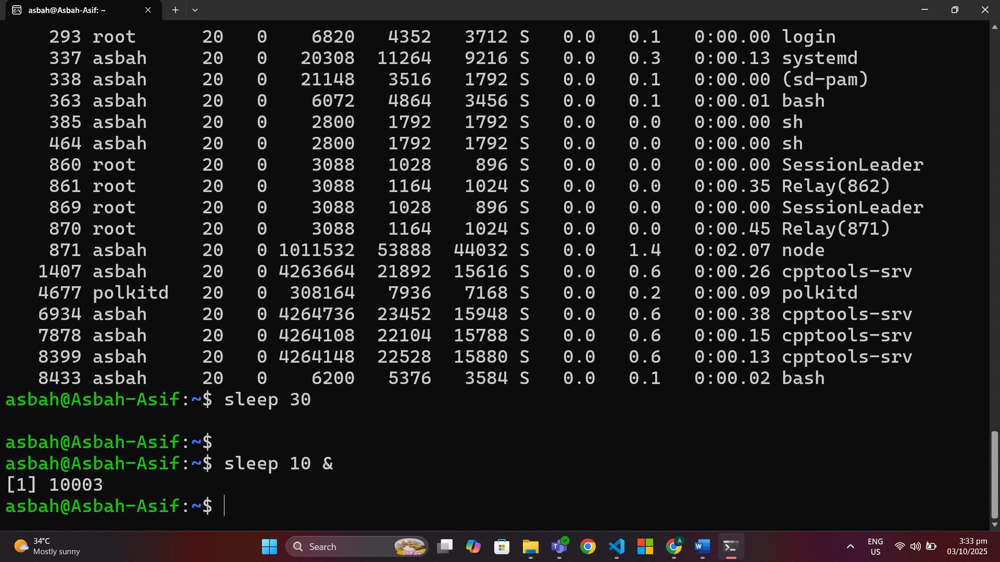 asbah@Asbah-Asif: ~
293 root 20 0 6820 4352 3712 S 0.0 0.1 0:00.00 login
337 asbah 20 0 20308 11264 9216 S 0.0 0.3 0:00.13 systemd
338 asbah 20 0 21148 3516 1792 S 0.0 0.1 0:00.00 (sd-pam)
363 asbah 20 0 6072 4864 3456 S 0.0 0.1 0:00.01 bash
385 asbah 20 0 2800 1792 1792 S 0.0 0.0 0:00.00 sh
464 asbah 20 0 2800 1792 1792 S 0.0 0.0 0:00.00 sh
860 root 20 0 3088 1028 896 S 0.0 0.0 0:00.00 SessionLeader
861 root 20 0 3088 1164 1024 S 0.0 0.0 0:00.35 Relay(862)
869 root 20 0 3088 1028 896 S 0.0 0.0 0:00.00 SessionLeader
870 root 20 0 3088 1164 1024 S 0.0 0.0 0:00.45 Relay(871)
871 asbah 20 0 1011532 53888 44032 S 0.0 1.4 0:02.07 node
1407 asbah 20 0 4263664 21892 15616 S 0.0 0.6 0:00.26 cpptools-srv
4677 polkitd 20 0 308164 7936 7168 S 0.0 0.2 0:00.09 polkitd
6934 asbah 20 0 4264736 23452 15948 S 0.0 0.6 0:00.38 cpptools-srv
7878 asbah 20 0 4264108 22104 15788 S 0.0 0.6 0:00.15 cpptools-srv
8399 asbah 20 0 4264148 22528 15880 S 0.0 0.6 0:00.13 cpptools-srv
8433 asbah 20 0 6200 5376 3584 S 0.0 0.1 0:00.02 bash
asbah@Asbah-Asif:~$ sleep 30
asbah@Asbah-Asif:~$
asbah@Asbah-Asif:~$ sleep 10 &
[1] 10003
asbah@Asbah-Asif:~$
34°C
Mostly sunny
Search
ENG
US
3:33 pm
03/10/2025